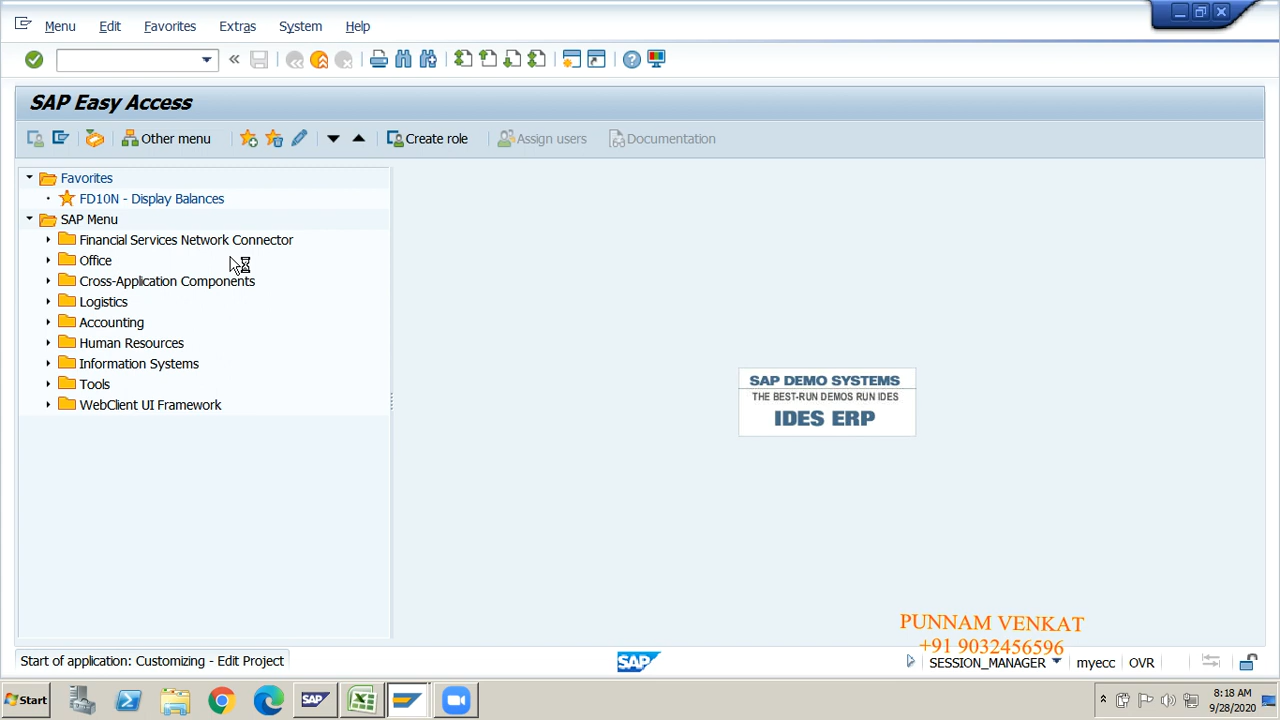 Menu Edit Favorites Extras System Help
SAP Easy Access
Other menu Create role Assign users Documentation
Favorites
FD10N - Display Balances
SAP Menu
Financial Services Network Connector
Office
Cross-Application Components
Logistics
Accounting
Human Resources
Information Systems
Tools
WebClient UI Framework
SAP DEMO SYSTEMS
THE BEST-RUN DEMOS RUN IDES
IDES ERP
PUNNAM VENKAT
+91 9032456596
Start of application: Customizing - Edit Project
SAP
SESSION_MANAGER myecc OVR
Start
SAP
8:18 AM
9/28/2020